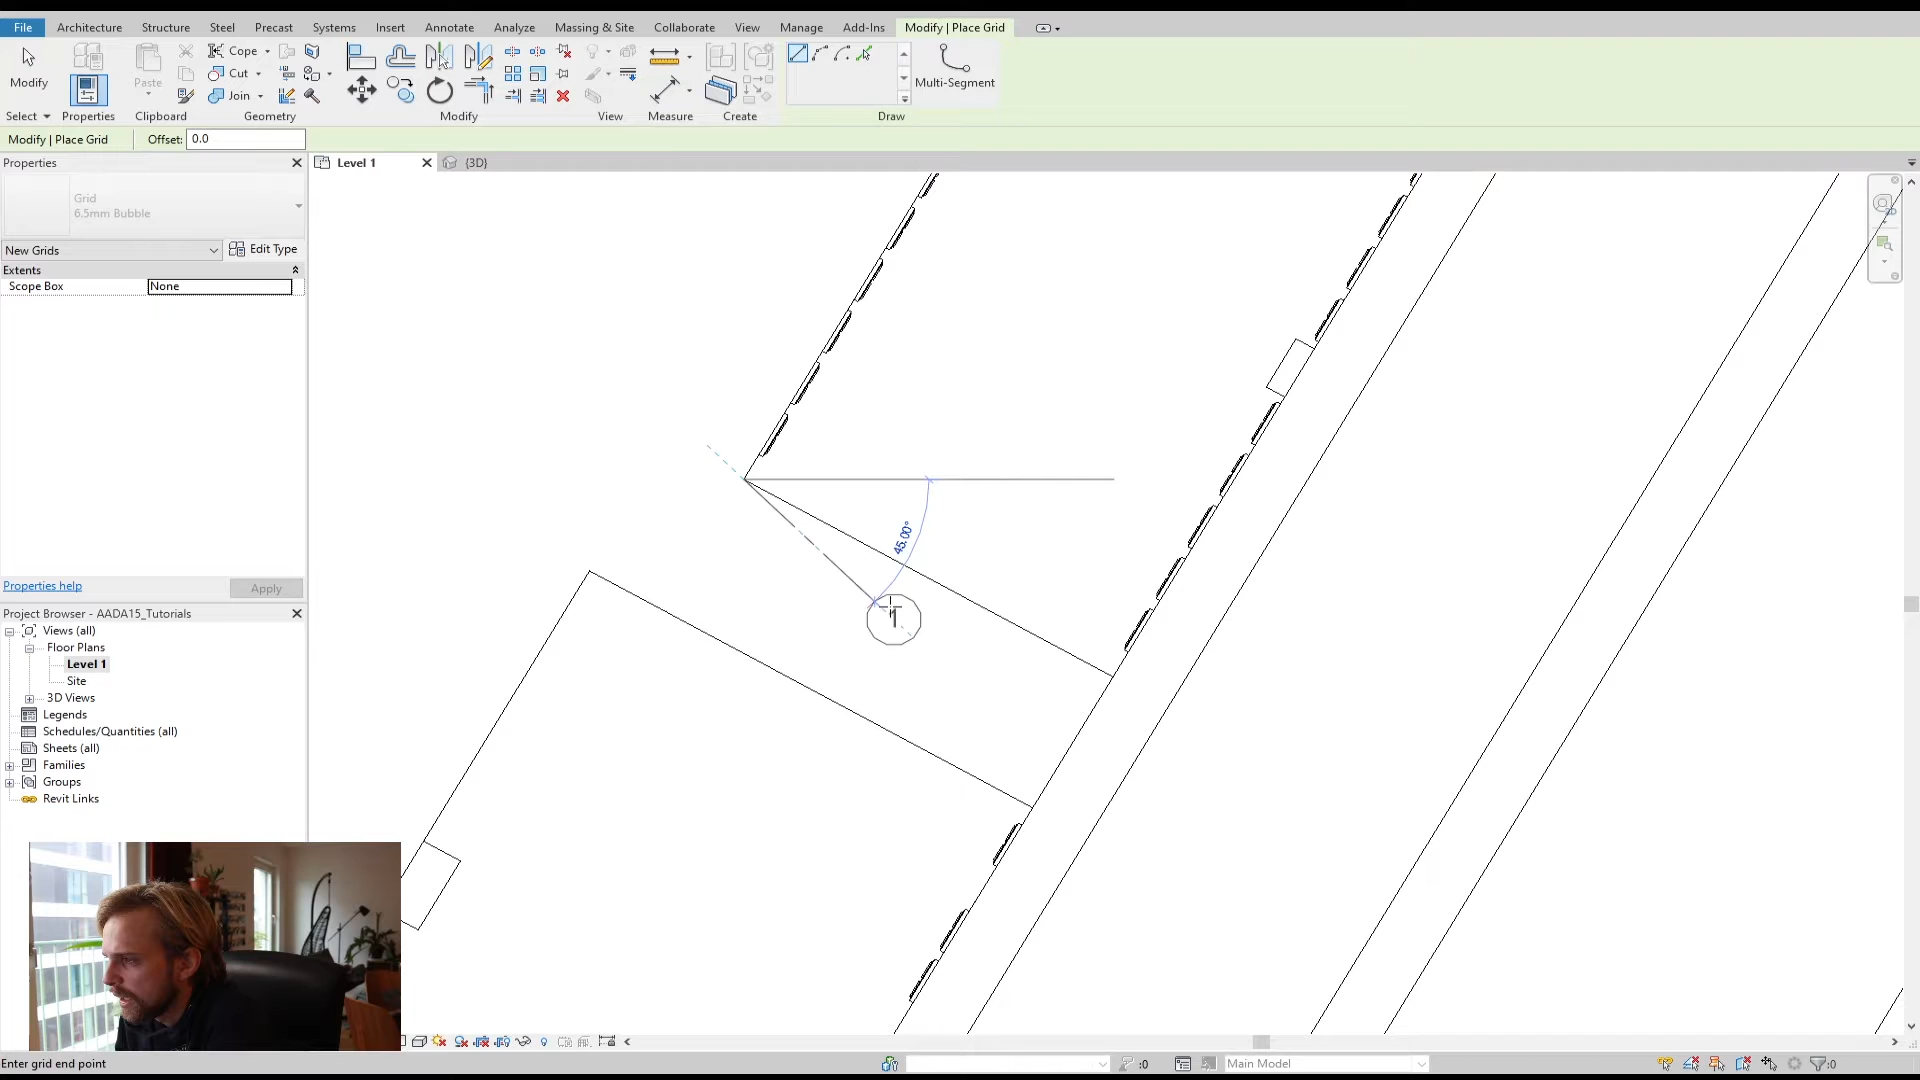 File Architecture Structure Steel Precast Systems Insert Annotate Analyze Massing & Site Collaborate View Manage Add-Ins Modify | Place Grid
Modify Paste Cope Cut Join Multi-Segment
Select Properties Clipboard Geometry Modify View Measure Create Draw
Modify | Place Grid Offset: 0.0
Properties
Level 1 {3D}
Grid
6.5mm Bubble
New Grids Edit Type
Extents
Scope Box None
45.00°
1
Properties help Apply
Project Browser - AADA15_Tutorials
Views (all)
Floor Plans
Level 1
Site
3D Views
Legends
Schedules/Quantities (all)
Sheets (all)
Families
Groups
Revit Links
Enter grid end point :0 Main Model :0